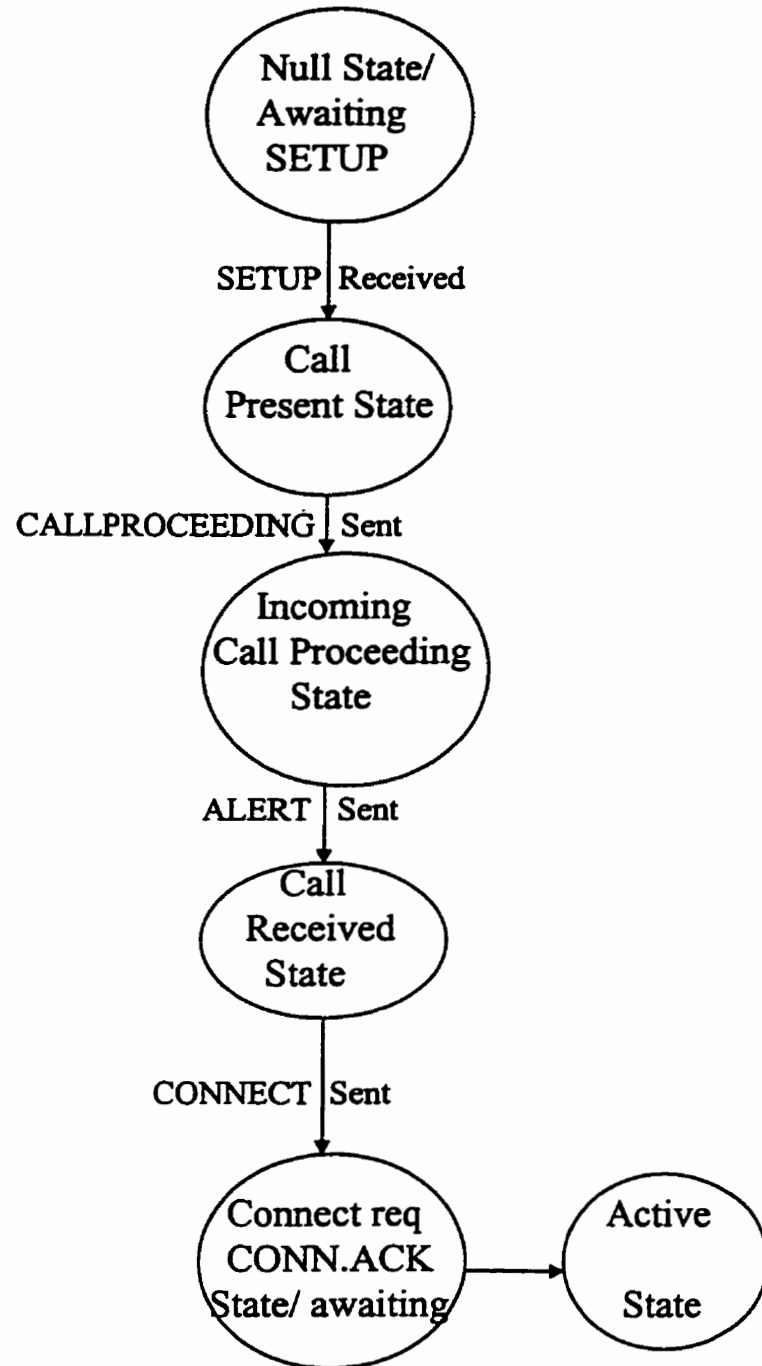 Null State/
Awaiting
SETUP
SETUP Received
Call
Present State
CALLPROCEEDING Sent
Incoming
Call Proceeding
State
ALERT Sent
Call
Received
State
CONNECT Sent
Connect req
CONN.ACK
State/ awaiting
Active
State